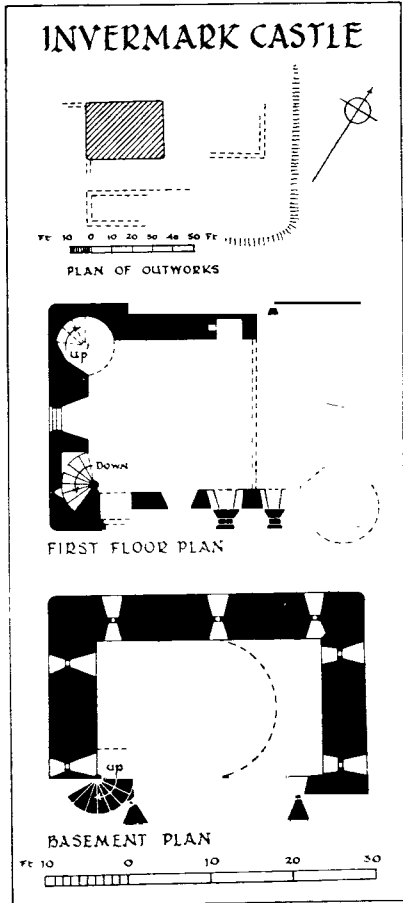 INVERMARK CASTLE
Ft 10 0 10 20 30 40 50 Ft
PLAN OF OUTWORKS
UP
DOWN
FIRST FLOOR PLAN
UP
BASEMENT PLAN
Ft 10 0 10 20 30